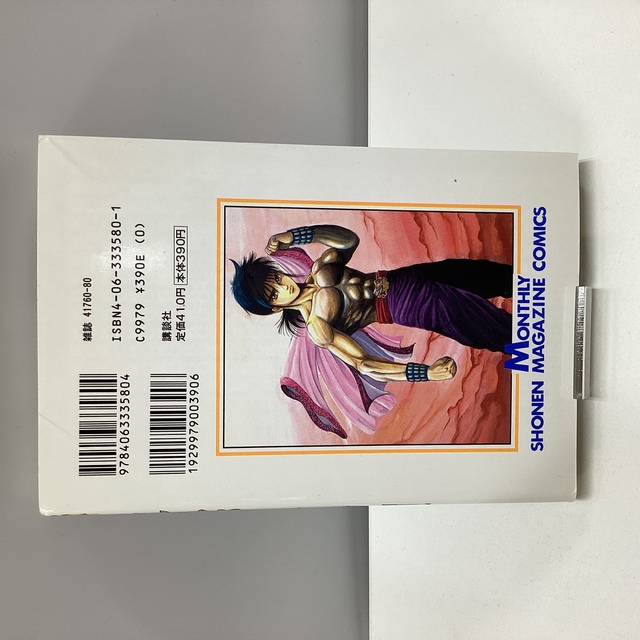 MONTHLY
SHONEN MAGAZINE COMICS
9784063335804
1929979003906
雑誌 41760-80
ISBN4-06-333580-1
C9979 ¥390E (0)
講談社
定価410円 本体390円